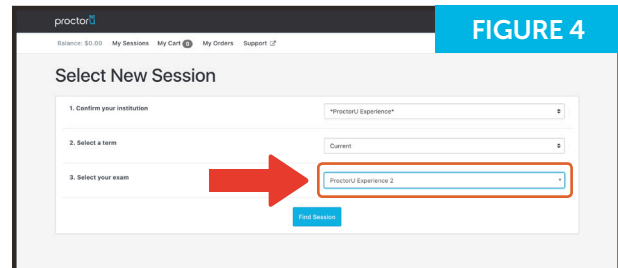 proctorU
FIGURE 4
Balance: $0.00 My Sessions My Cart 0 My Orders Support
Select New Session
1. Confirm your institution
*ProctorU Experience*
2. Select a term
Current
3. Select your exam
ProctorU Experience 2
Find Session